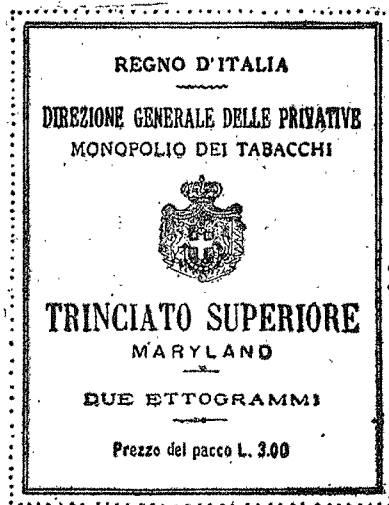 REGNO D'ITALIA
DIREZIONE GENERALE DELLE PRIVATIVE
MONOPOLIO DEI TABACCHI
TRINCIATO SUPERIORE
MARYLAND
DUE ETTOGRAMMI
Prezzo del pacco L. 3.00